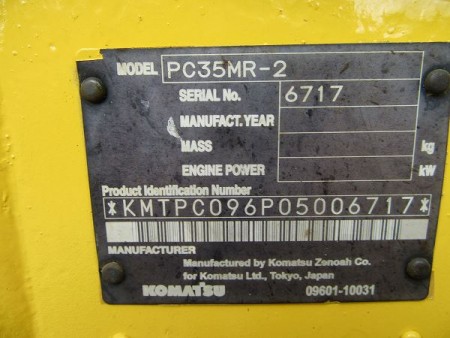 MODEL PC35MR-2
SERIAL No. 6717
MANUFACT. YEAR
MASS kg
ENGINE POWER kW
Product Identification Number
*KMTPC096P05006717*
MANUFACTURER
Manufactured by Komatsu Zenoah Co.
for Komatsu Ltd., Tokyo, Japan
KOMATSU 09601-10031